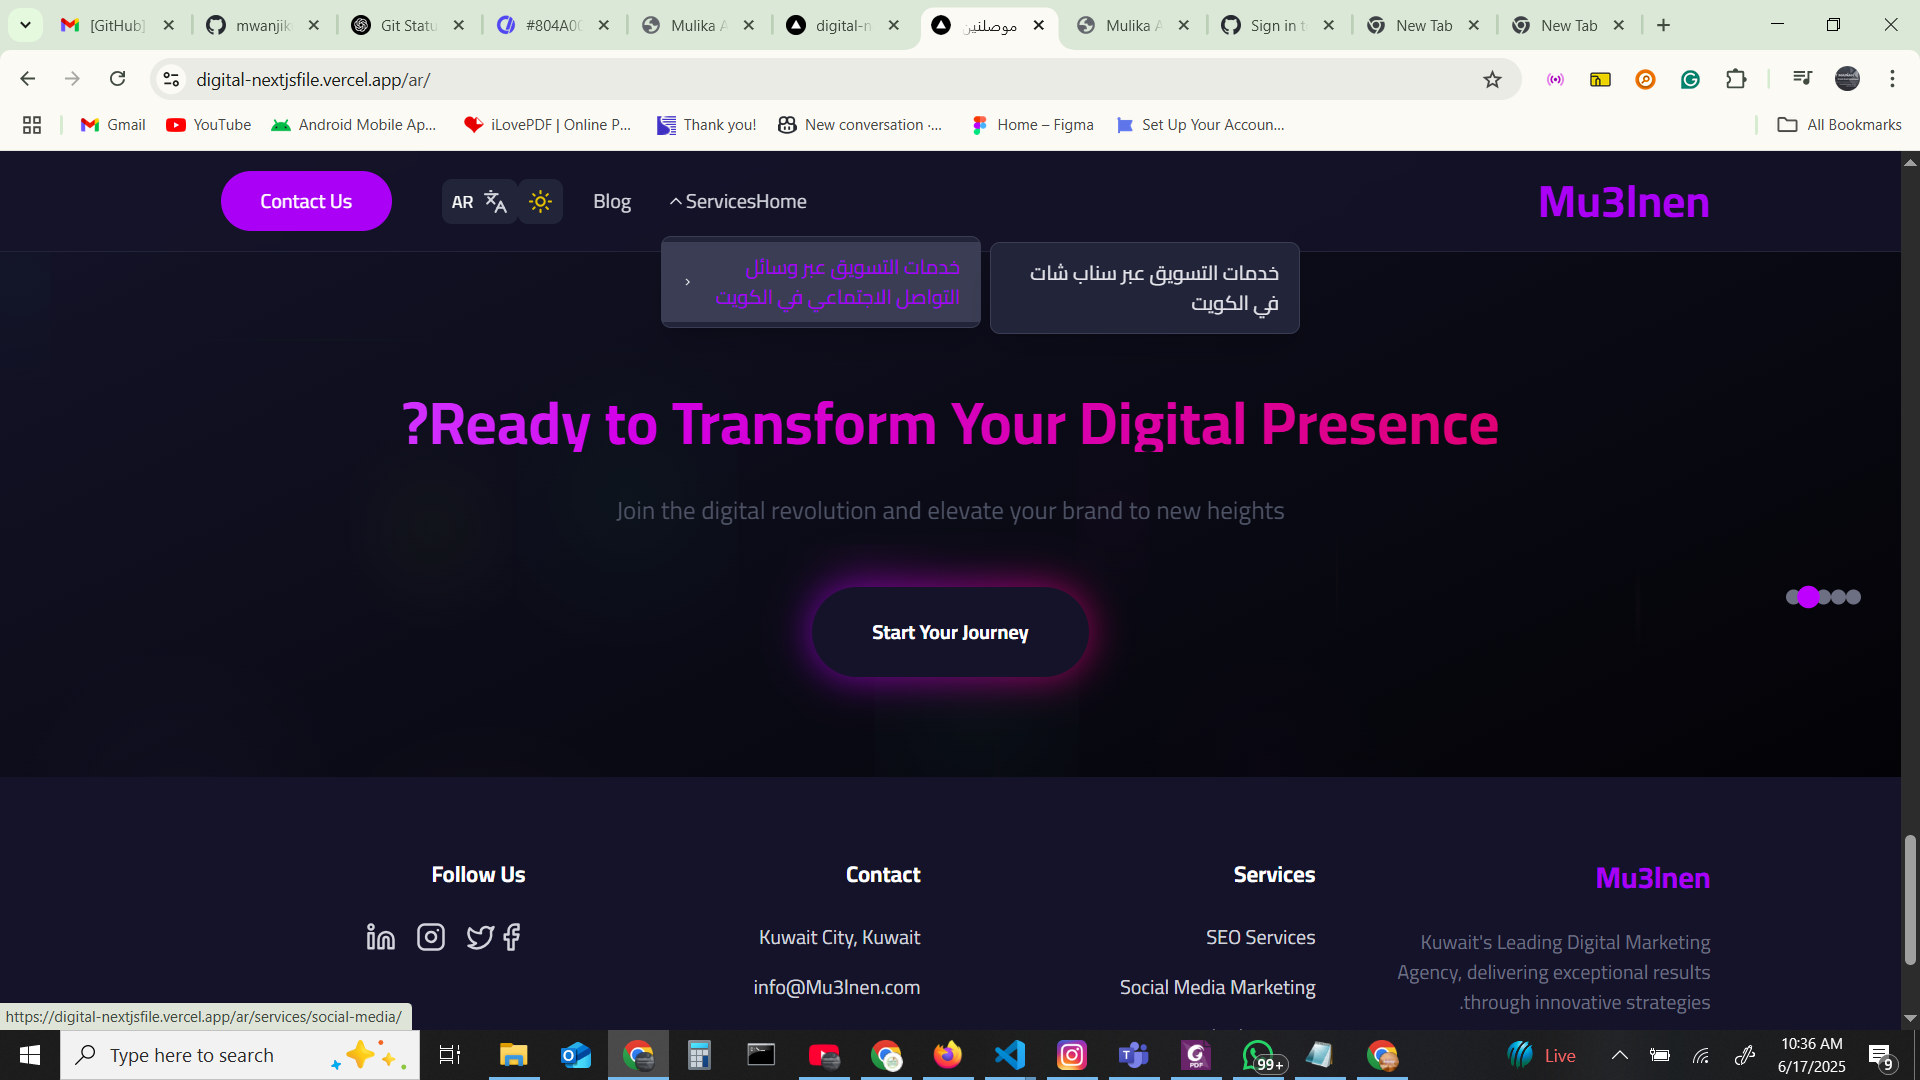 [GitHub]
mwanjik
Git Statu
#804A00
Mulika A
digital-n
موصلنين
Mulika A
Sign in t
New Tab
New Tab
digital-nextjsfile.vercel.app/ar/
Gmail
YouTube
Android Mobile Ap...
iLovePDF | Online P...
Thank you!
New conversation ·...
Home – Figma
Set Up Your Accoun...
All Bookmarks
Contact Us
AR
Blog
Services
Home
Mu3lnen
خدمات التسويق عبر وسائل
التواصل الاجتماعي في الكويت
خدمات التسويق عبر سناب شات
في الكويت
?Ready to Transform Your Digital Presence
Join the digital revolution and elevate your brand to new heights
Start Your Journey
Follow Us
Contact
Kuwait City, Kuwait
info@Mu3lnen.com
Services
SEO Services
Social Media Marketing
Mu3lnen
Kuwait's Leading Digital Marketing
Agency, delivering exceptional results
.through innovative strategies
https://digital-nextjsfile.vercel.app/ar/services/social-media/
Type here to search
99+
Live
10:36 AM
6/17/2025
9